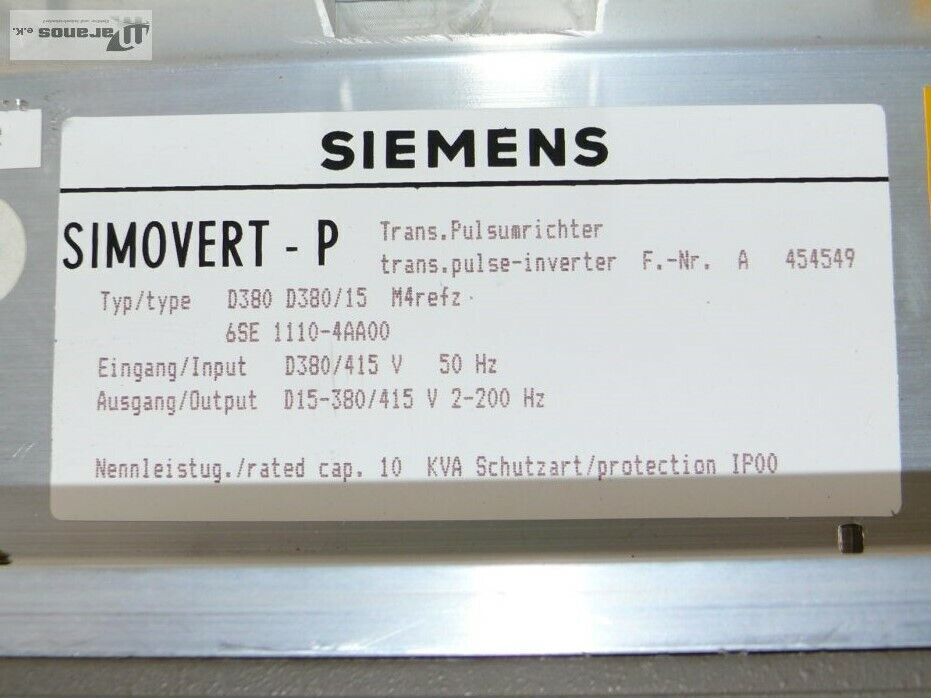 Maranos e.K.
SIEMENS
SIMOVERT - P
Trans.Pulsumrichter
trans.pulse-inverter F.-Nr. A 454549
Typ/type D380 D380/15 M4refz
6SE 1110-4AA00
Eingang/Input D380/415 V 50 Hz
Ausgang/Output D15-380/415 V 2-200 Hz
Nennleistug./rated cap. 10 KVA Schutzart/protection IP00